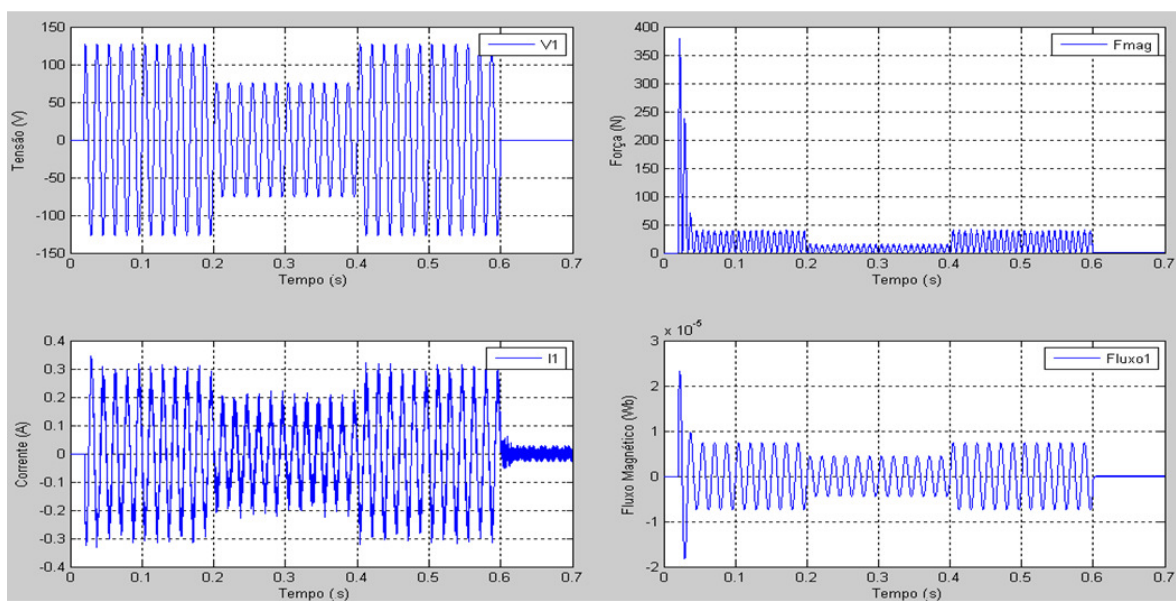 150
100
50
0
-50
-100
-150
Tensão (V)
V1
0 0.1 0.2 0.3 0.4 0.5 0.6 0.7
Tempo (s)
400
350
300
250
200
150
100
50
0
Força (N)
Fmag
0 0.1 0.2 0.3 0.4 0.5 0.6 0.7
Tempo (s)
0.4
0.3
0.2
0.1
0
-0.1
-0.2
-0.3
-0.4
Corrente (A)
I1
0 0.1 0.2 0.3 0.4 0.5 0.6 0.7
Tempo (s)
x 10⁻⁵
3
2
1
0
-1
-2
Fluxo Magnético (Wb)
Fluxo1
0 0.1 0.2 0.3 0.4 0.5 0.6 0.7
Tempo (s)